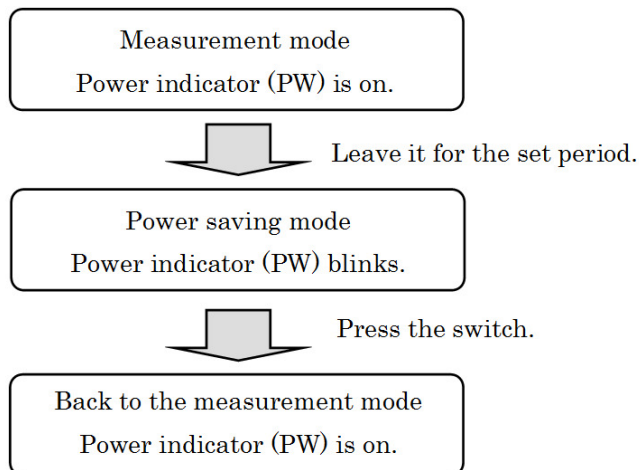 Measurement mode
Power indicator (PW) is on.
Leave it for the set period.
Power saving mode
Power indicator (PW) blinks.
Press the switch.
Back to the measurement mode
Power indicator (PW) is on.